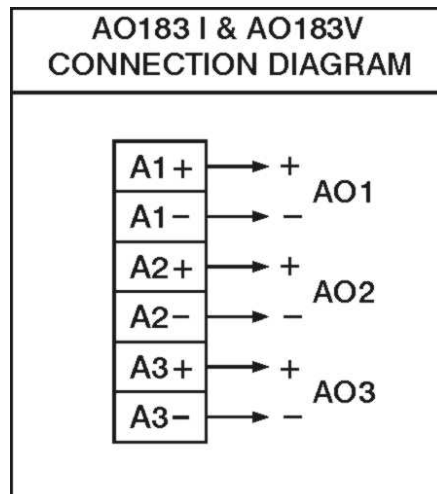 AO183 I & AO183V
CONNECTION DIAGRAM
A1+ +
AO1
A1- −
A2+ +
AO2
A2- −
A3+ +
AO3
A3- −